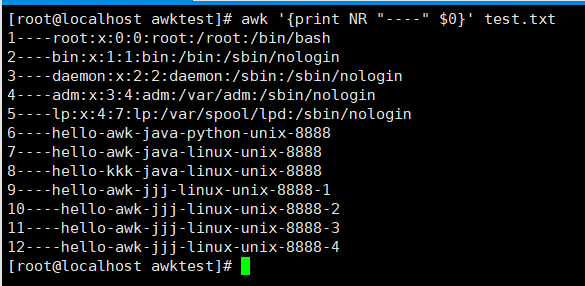 [root@localhost awktest]# awk '{print NR "----" $0}' test.txt
1----root:x:0:0:root:/root:/bin/bash
2----bin:x:1:1:bin:/bin:/sbin/nologin
3----daemon:x:2:2:daemon:/sbin:/sbin/nologin
4----adm:x:3:4:adm:/var/adm:/sbin/nologin
5----lp:x:4:7:lp:/var/spool/lpd:/sbin/nologin
6----hello-awk-java-python-unix-8888
7----hello-awk-java-linux-unix-8888
8----hello-kkk-java-linux-unix-8888
9----hello-awk-jjj-linux-unix-8888-1
10----hello-awk-jjj-linux-unix-8888-2
11----hello-awk-jjj-linux-unix-8888-3
12----hello-awk-jjj-linux-unix-8888-4
[root@localhost awktest]#